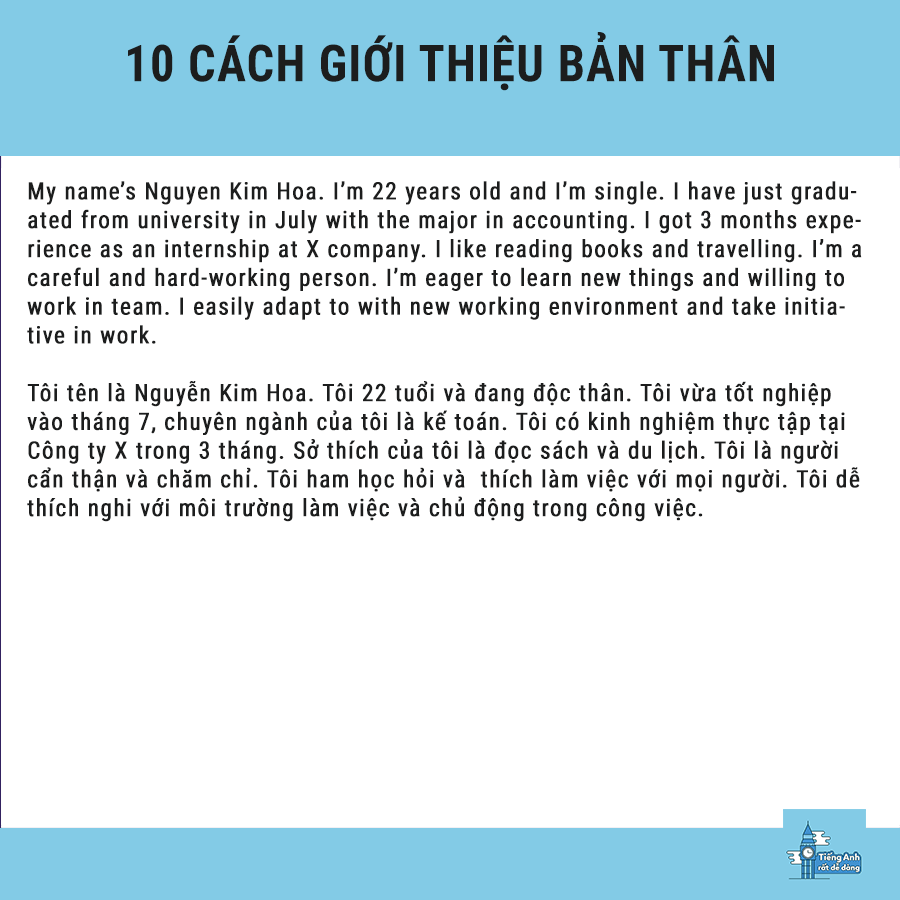 10 CÁCH GIỚI THIỆU BẢN THÂN
My name's Nguyen Kim Hoa. I'm 22 years old and I'm single. I have just gradu-
ated from university in July with the major in accounting. I got 3 months expe-
rience as an internship at X company. I like reading books and travelling. I'm a
careful and hard-working person. I'm eager to learn new things and willing to
work in team. I easily adapt to with new working environment and take initia-
tive in work.
Tôi tên là Nguyễn Kim Hoa. Tôi 22 tuổi và đang độc thân. Tôi vừa tốt nghiệp
vào tháng 7, chuyên ngành của tôi là kế toán. Tôi có kinh nghiệm thực tập tại
Công ty X trong 3 tháng. Sở thích của tôi là đọc sách và du lịch. Tôi là người
cẩn thận và chăm chỉ. Tôi ham học hỏi và  thích làm việc với mọi người. Tôi dễ
thích nghi với môi trường làm việc và chủ động trong công việc.
Tiếng Anh
rất dễ dàng